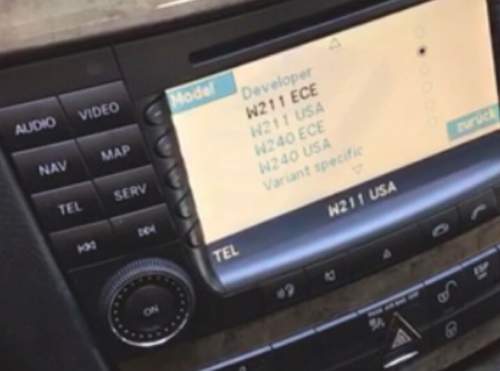 Model
Developer
W211 ECE
W211 USA
W240 ECE
W240 USA
Variant specific
zurück
W211 USA
TEL
AUDIO
VIDEO
NAV
MAP
TEL
SERV
ON
ESP